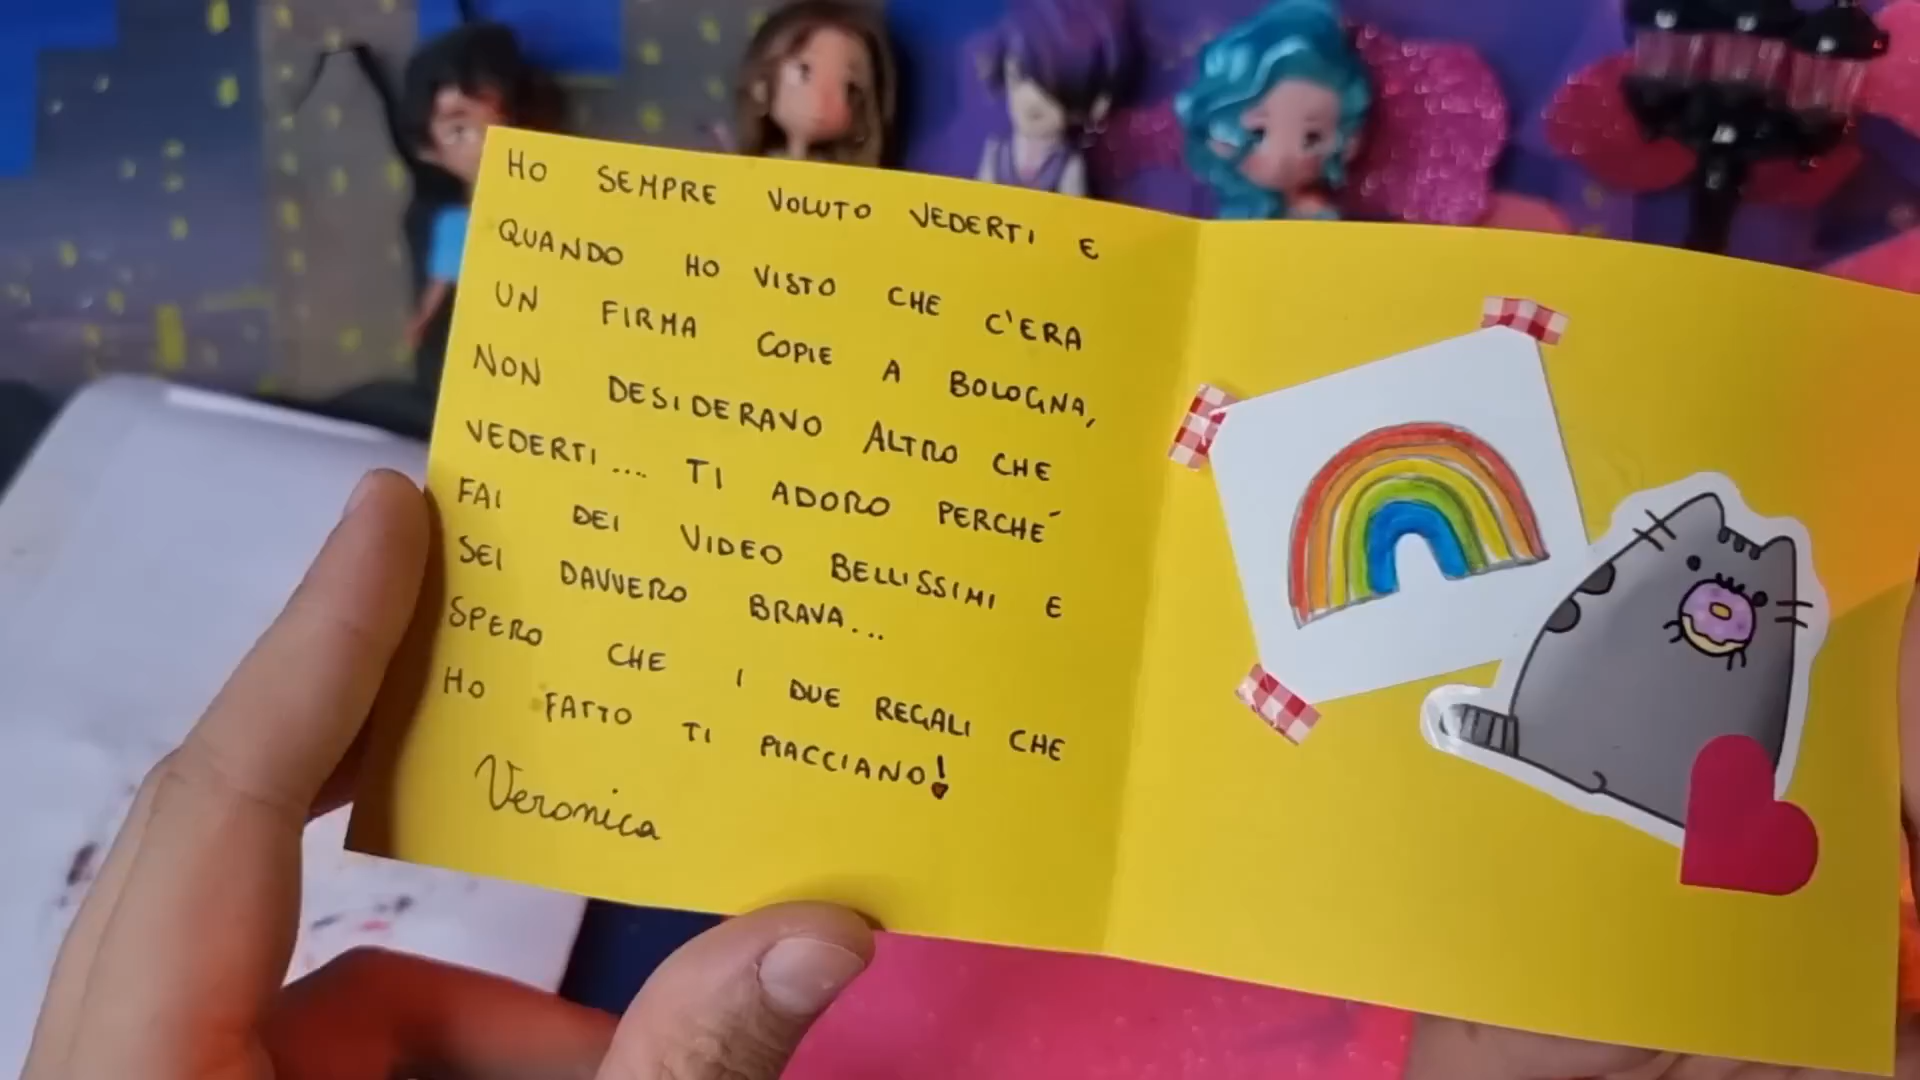 HO SEMPRE VOLUTO VEDERTI E
QUANDO HO VISTO CHE C'ERA
UN FIRMA COPIE A BOLOGNA,
NON DESIDERAVO ALTRO CHE
VEDERTI.... TI ADORO PERCHÉ
FAI DEI VIDEO BELLISSIMI E
SEI DAVVERO BRAVA...
SPERO CHE I DUE REGALI CHE
HO FATTO TI PIACCIANO!
Veronica